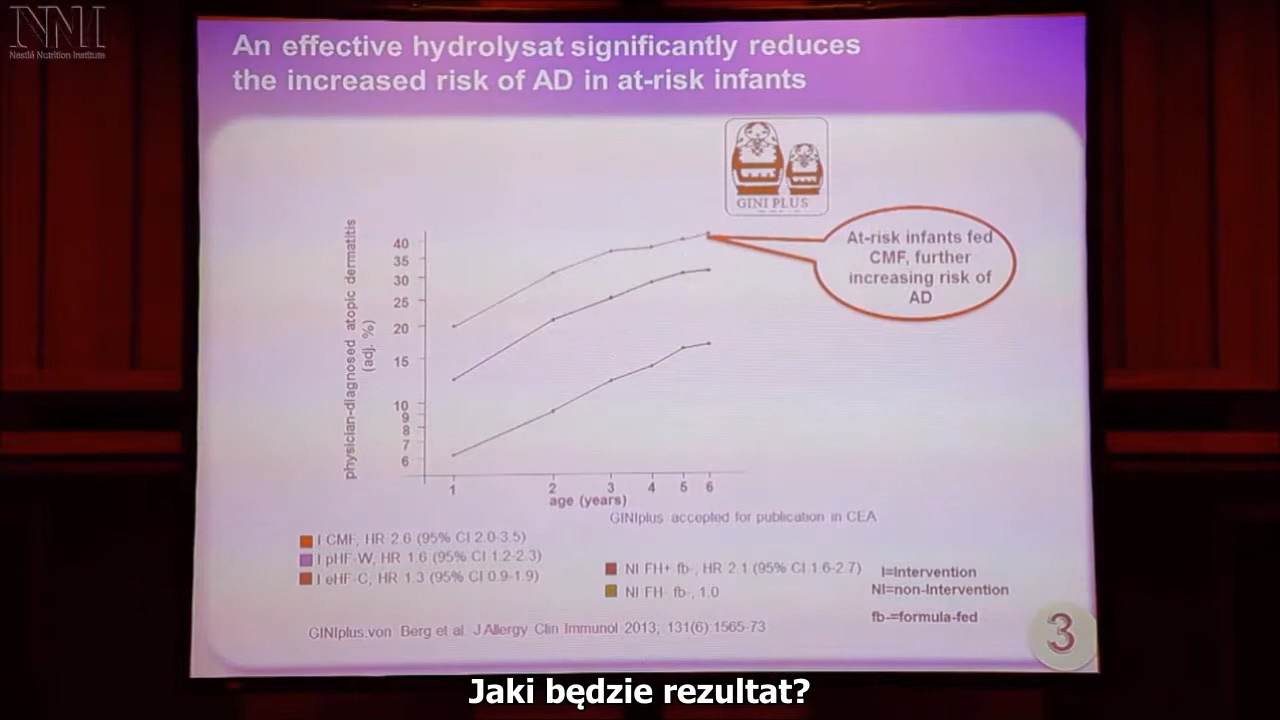 NNI
Nestlé Nutrition Institute
An effective hydrolysat significantly reduces
the increased risk of AD in at-risk infants
GINI PLUS
At-risk infants fed
CMF, further
increasing risk of
AD
physician-diagnosed atopic dermatitis
(adj. %)
40
35
30
25
20
15
10
9
8
7
6
1 2 3 4 5 6
age (years)
GINIplus accepted for publication in CEA
I CMF, HR 2.6 (95% CI 2.0-3.5)
I pHF-W, HR 1.6 (95% CI 1.2-2.3)
I eHF-C, HR 1.3 (95% CI 0.9-1.9)
NI FH+ fb-, HR 2.1 (95% CI 1.6-2.7)
NI FH- fb-, 1.0
I=Intervention
NI=non-Intervention
fb-=formula-fed
GINIplus.von Berg et al. J Allergy Clin Immunol 2013; 131(6):1565-73
3
Jaki będzie rezultat?